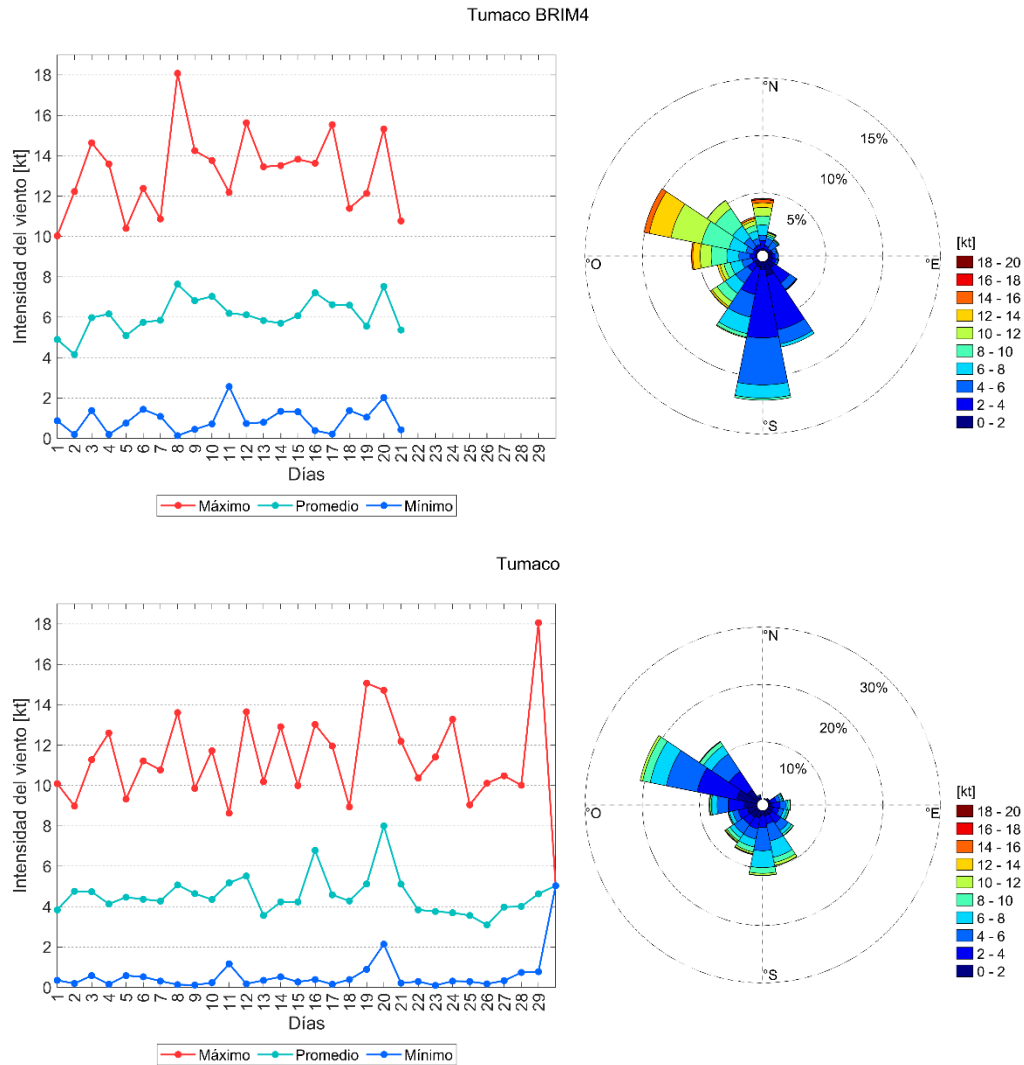 Tumaco BRIM4
Intensidad del viento [kt]
18
16
14
12
10
8
6
4
2
0
1 2 3 4 5 6 7 8 9 10 11 12 13 14 15 16 17 18 19 20 21 22 23 24 25 26 27 28 29
Días
Máximo Promedio Mínimo
°N
15%
10%
5%
°O
°E
°S
[kt]
18 - 20
16 - 18
14 - 16
12 - 14
10 - 12
8 - 10
6 - 8
4 - 6
2 - 4
0 - 2
Tumaco
Intensidad del viento [kt]
18
16
14
12
10
8
6
4
2
0
1 2 3 4 5 6 7 8 9 10 11 12 13 14 15 16 17 18 19 20 21 22 23 24 25 26 27 28 29
Días
Máximo Promedio Mínimo
°N
30%
20%
10%
°O
°E
°S
[kt]
18 - 20
16 - 18
14 - 16
12 - 14
10 - 12
8 - 10
6 - 8
4 - 6
2 - 4
0 - 2